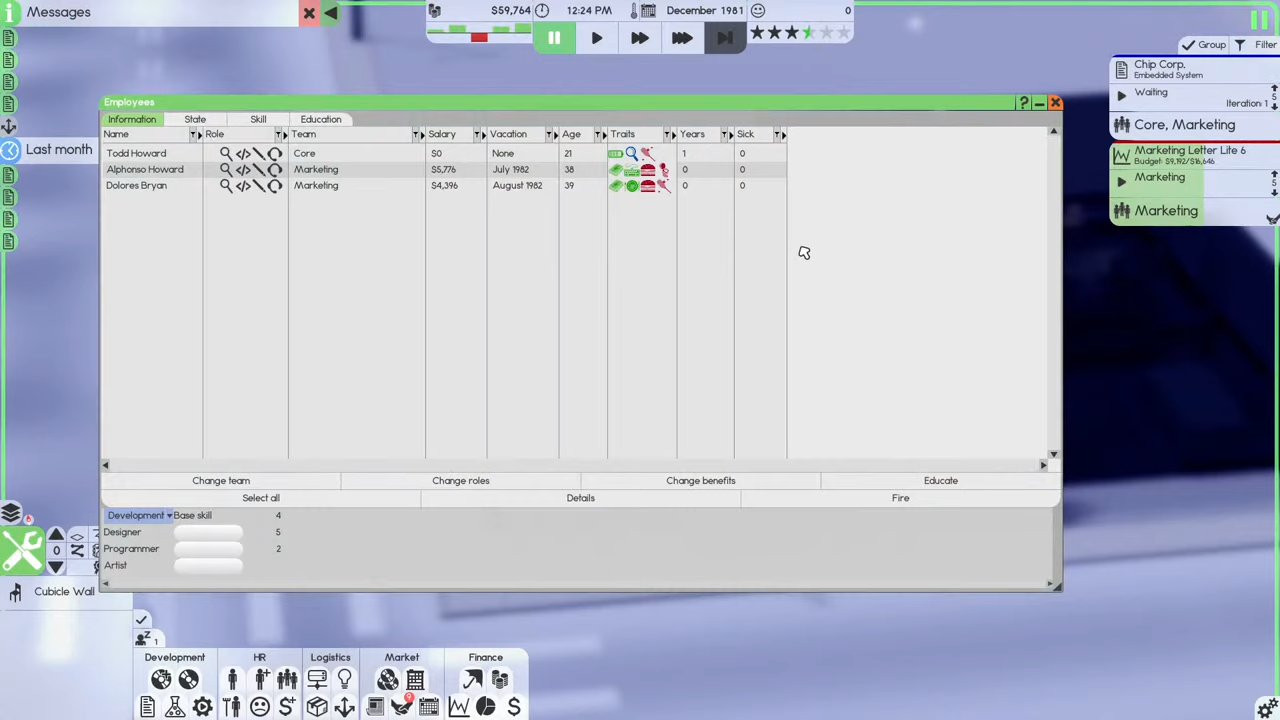 Messages
$59,764
12:24 PM
December 1981
0
Group
Filter
Chip Corp.
Embedded System
Waiting
Iteration: 1
5
Core, Marketing
Marketing Letter Lite 6
Budget: $9,192/$16,646
Marketing
5
Marketing
Last month
Employees
Information State Skill Education
Name Role Team Salary Vacation Age Traits Years Sick
Todd Howard Core $0 None 21 1 0
Alphonso Howard Marketing $5,776 July 1982 38 0 0
Dolores Bryan Marketing $4,396 August 1982 39 0 0
Change team Change roles Change benefits Educate
Select all Details Fire
Development Base skill 4
Designer 5
Programmer 2
Artist
0
Cubicle Wall
1
Development HR Logistics Market Finance